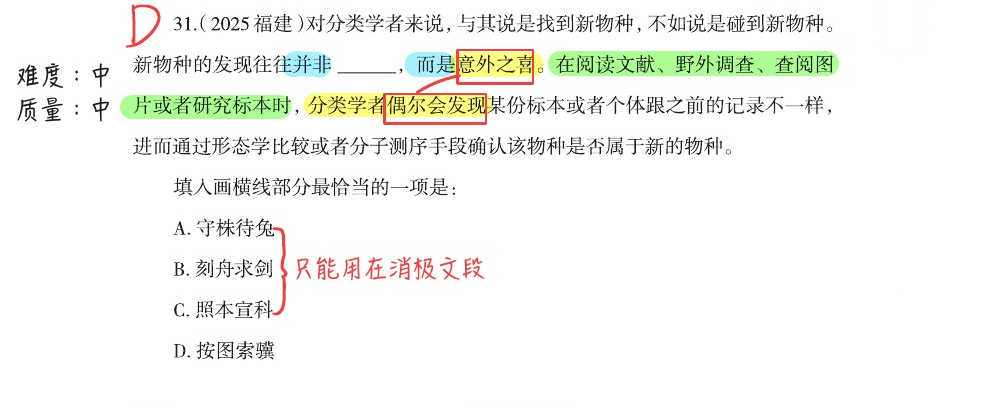 D 31.（2025福建）对分类学者来说，与其说是找到新物种，不如说是碰到新物种。
难度：中 新物种的发现往往并非 ______，而是意外之喜。在阅读文献、野外调查、查阅图
质量：中 片或者研究标本时，分类学者偶尔会发现某份标本或者个体跟之前的记录不一样，
进而通过形态学比较或者分子测序手段确认该物种是否属于新的物种。
填入画横线部分最恰当的一项是：
A. 守株待兔
B. 刻舟求剑 只能用在消极文段
C. 照本宣科
D. 按图索骥